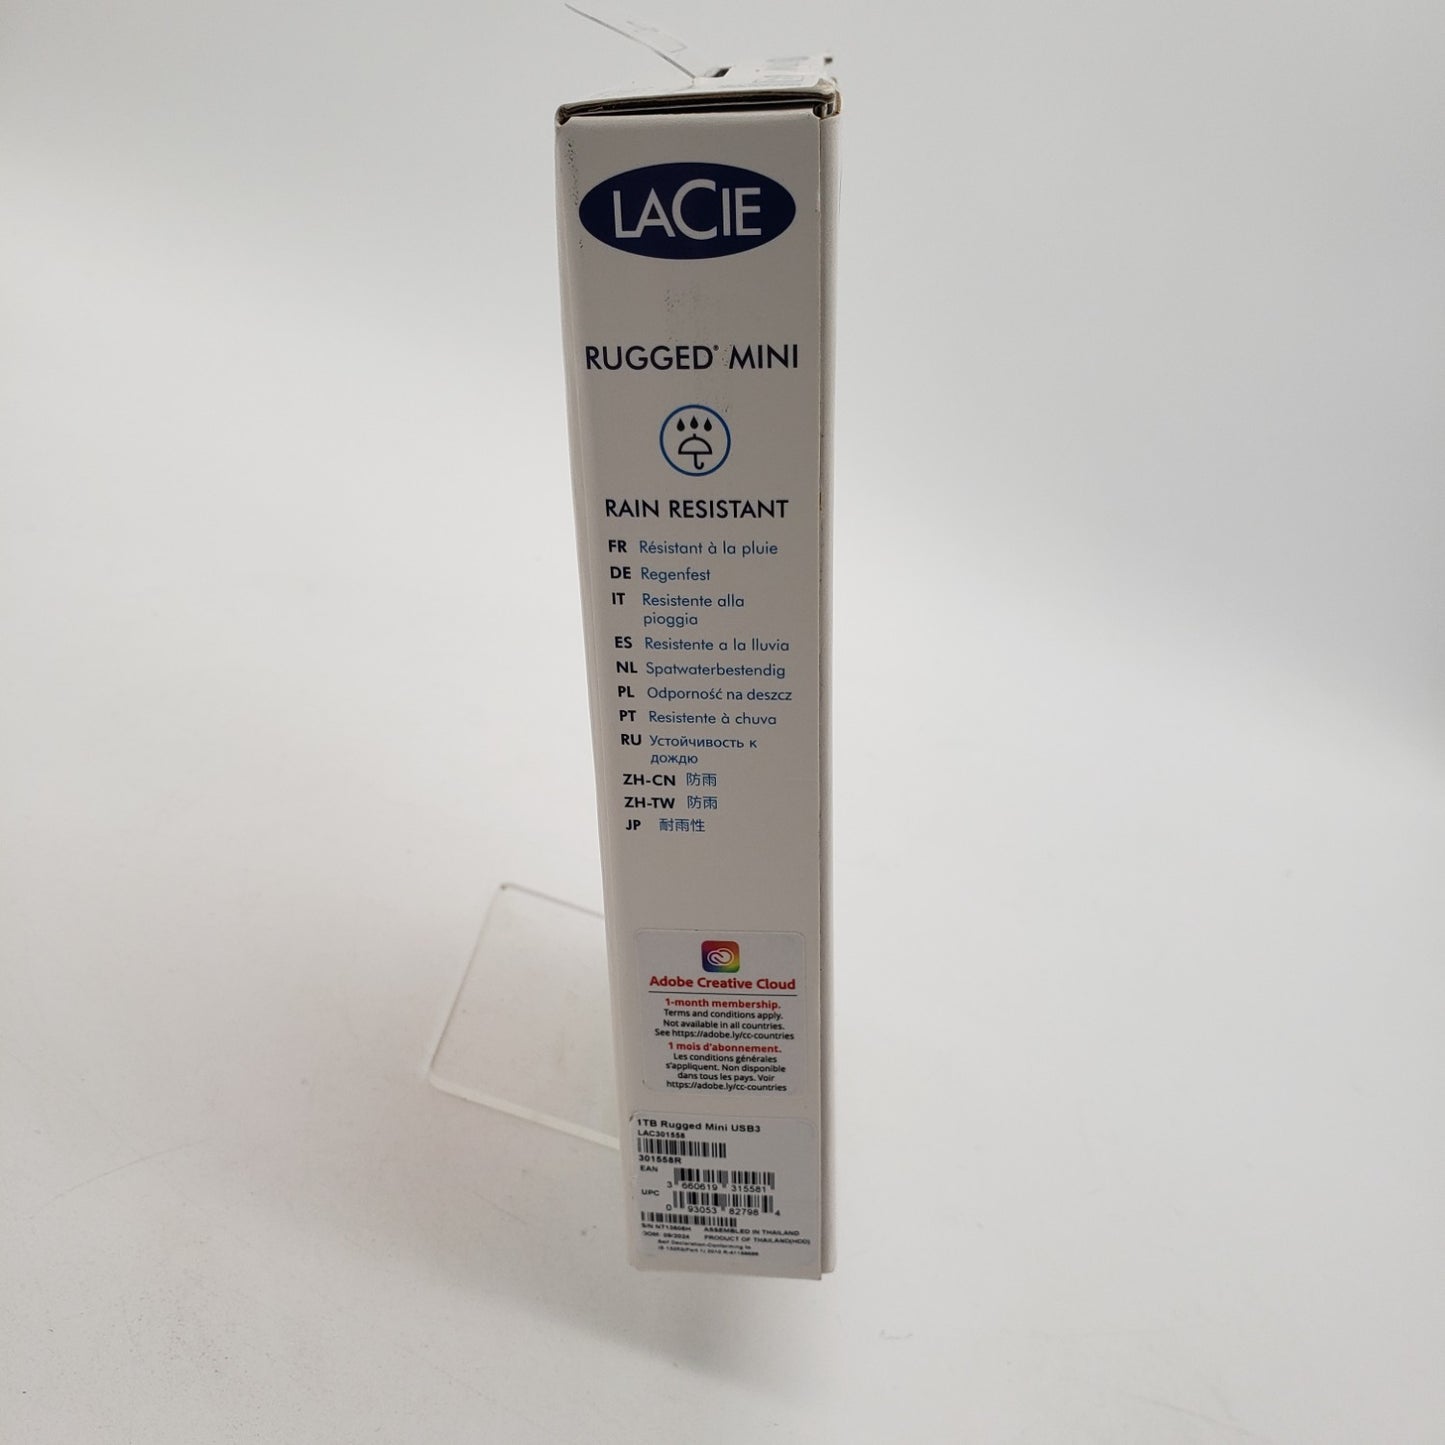 LACIE
RUGGED® MINI
RAIN RESISTANT
FR Résistant à la pluie
DE Regenfest
IT Resistente alla
pioggia
ES Resistente a la lluvia
NL Spatwaterbestendig
PL Odporność na deszcz
PT Resistente à chuva
RU Устойчивость к
дождю
ZH-CN 防雨
ZH-TW 防雨
JP 耐雨性
Adobe Creative Cloud
1-month membership.
Terms and conditions apply.
Not available in all countries.
See https://adobe.ly/cc-countries
1 mois d'abonnement.
Les conditions générales
s'appliquent. Non disponible
dans tous les pays. Voir
https://adobe.ly/cc-countries
1TB Rugged Mini USB3
LAC301558
301558R
EAN
3 660619 315581
UPC
0 93053 82798 4
ASSEMBLED IN THAILAND
PRODUCT OF THAILAND(HDD)
Self Declaration-Conforming to